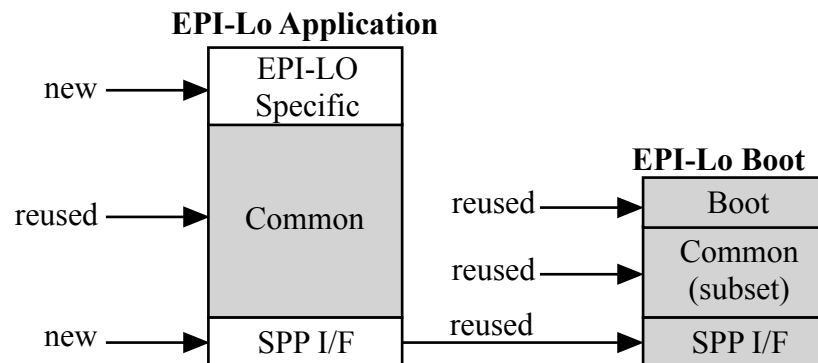 EPI-Lo Application
new
EPI-LO
Specific
reused
Common
new
SPP I/F
reused
EPI-Lo Boot
reused
Boot
reused
Common
(subset)
SPP I/F